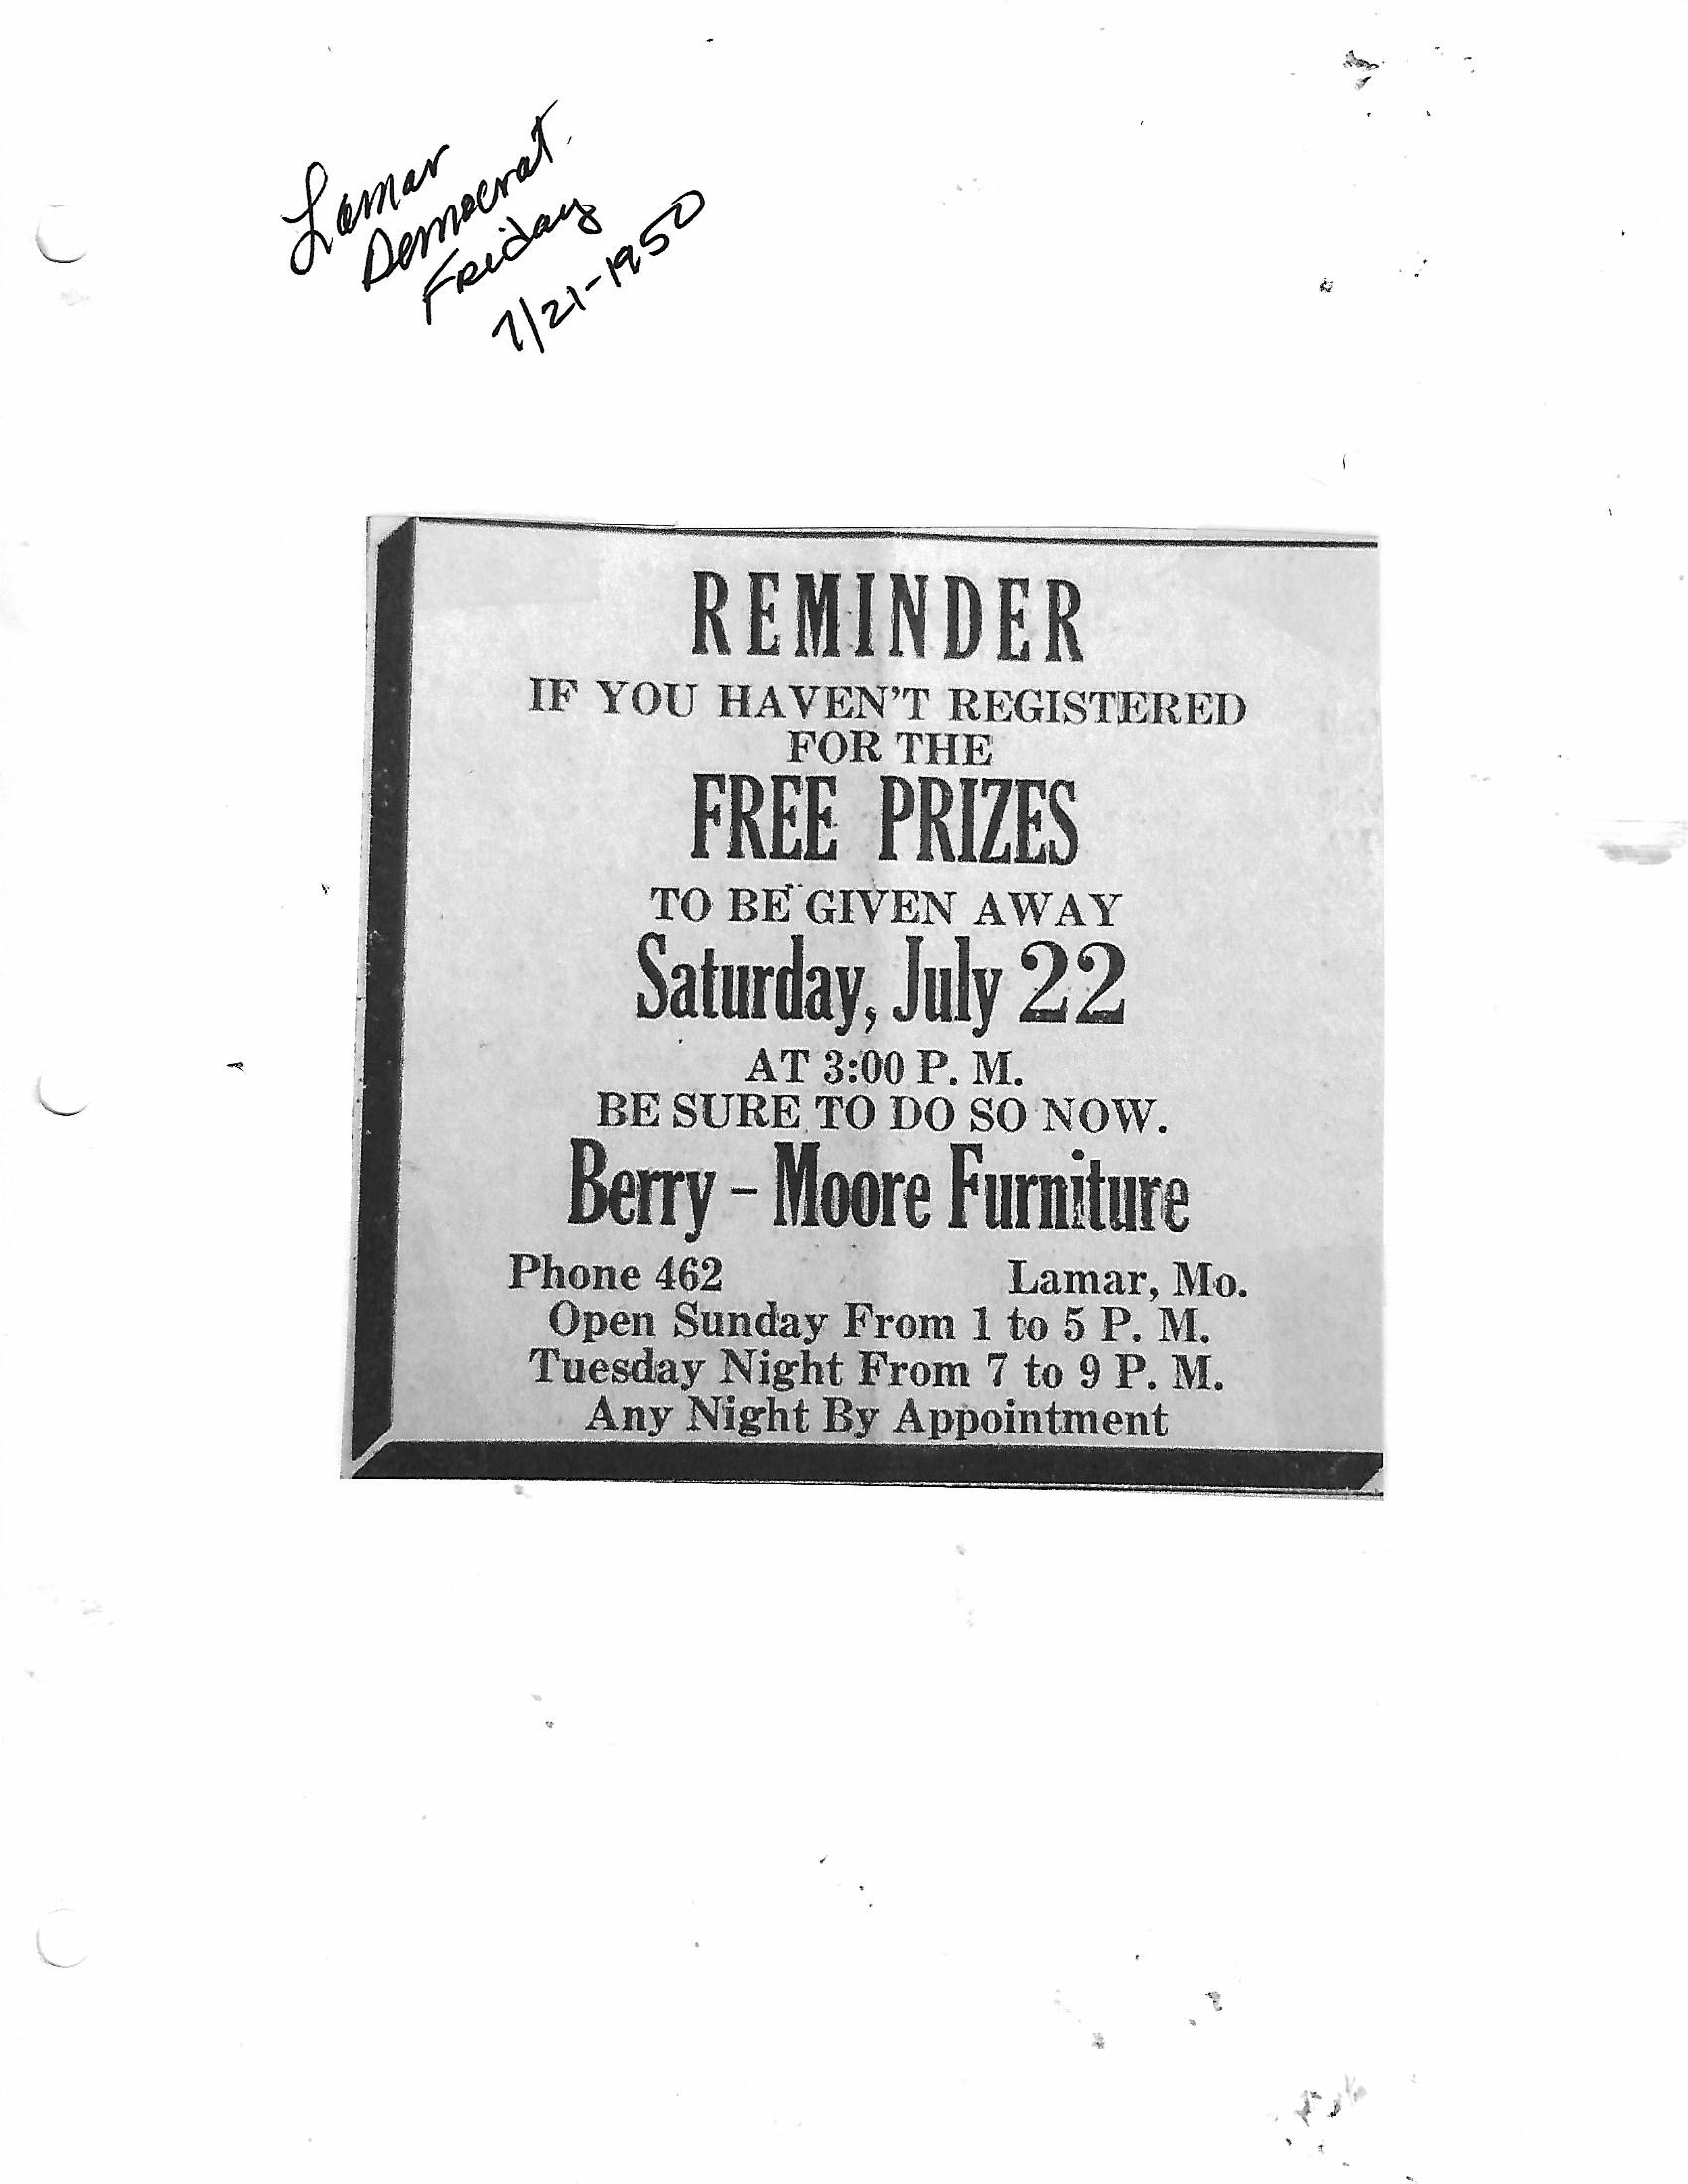 Lamar
Democrat
Friday
7/21-1950
REMINDER
IF YOU HAVEN'T REGISTERED
FOR THE
FREE PRIZES
TO BE GIVEN AWAY
Saturday, July 22
AT 3:00 P. M.
BE SURE TO DO SO NOW.
Berry - Moore Furniture
Phone 462 Lamar, Mo.
Open Sunday From 1 to 5 P. M.
Tuesday Night From 7 to 9 P. M.
Any Night By Appointment